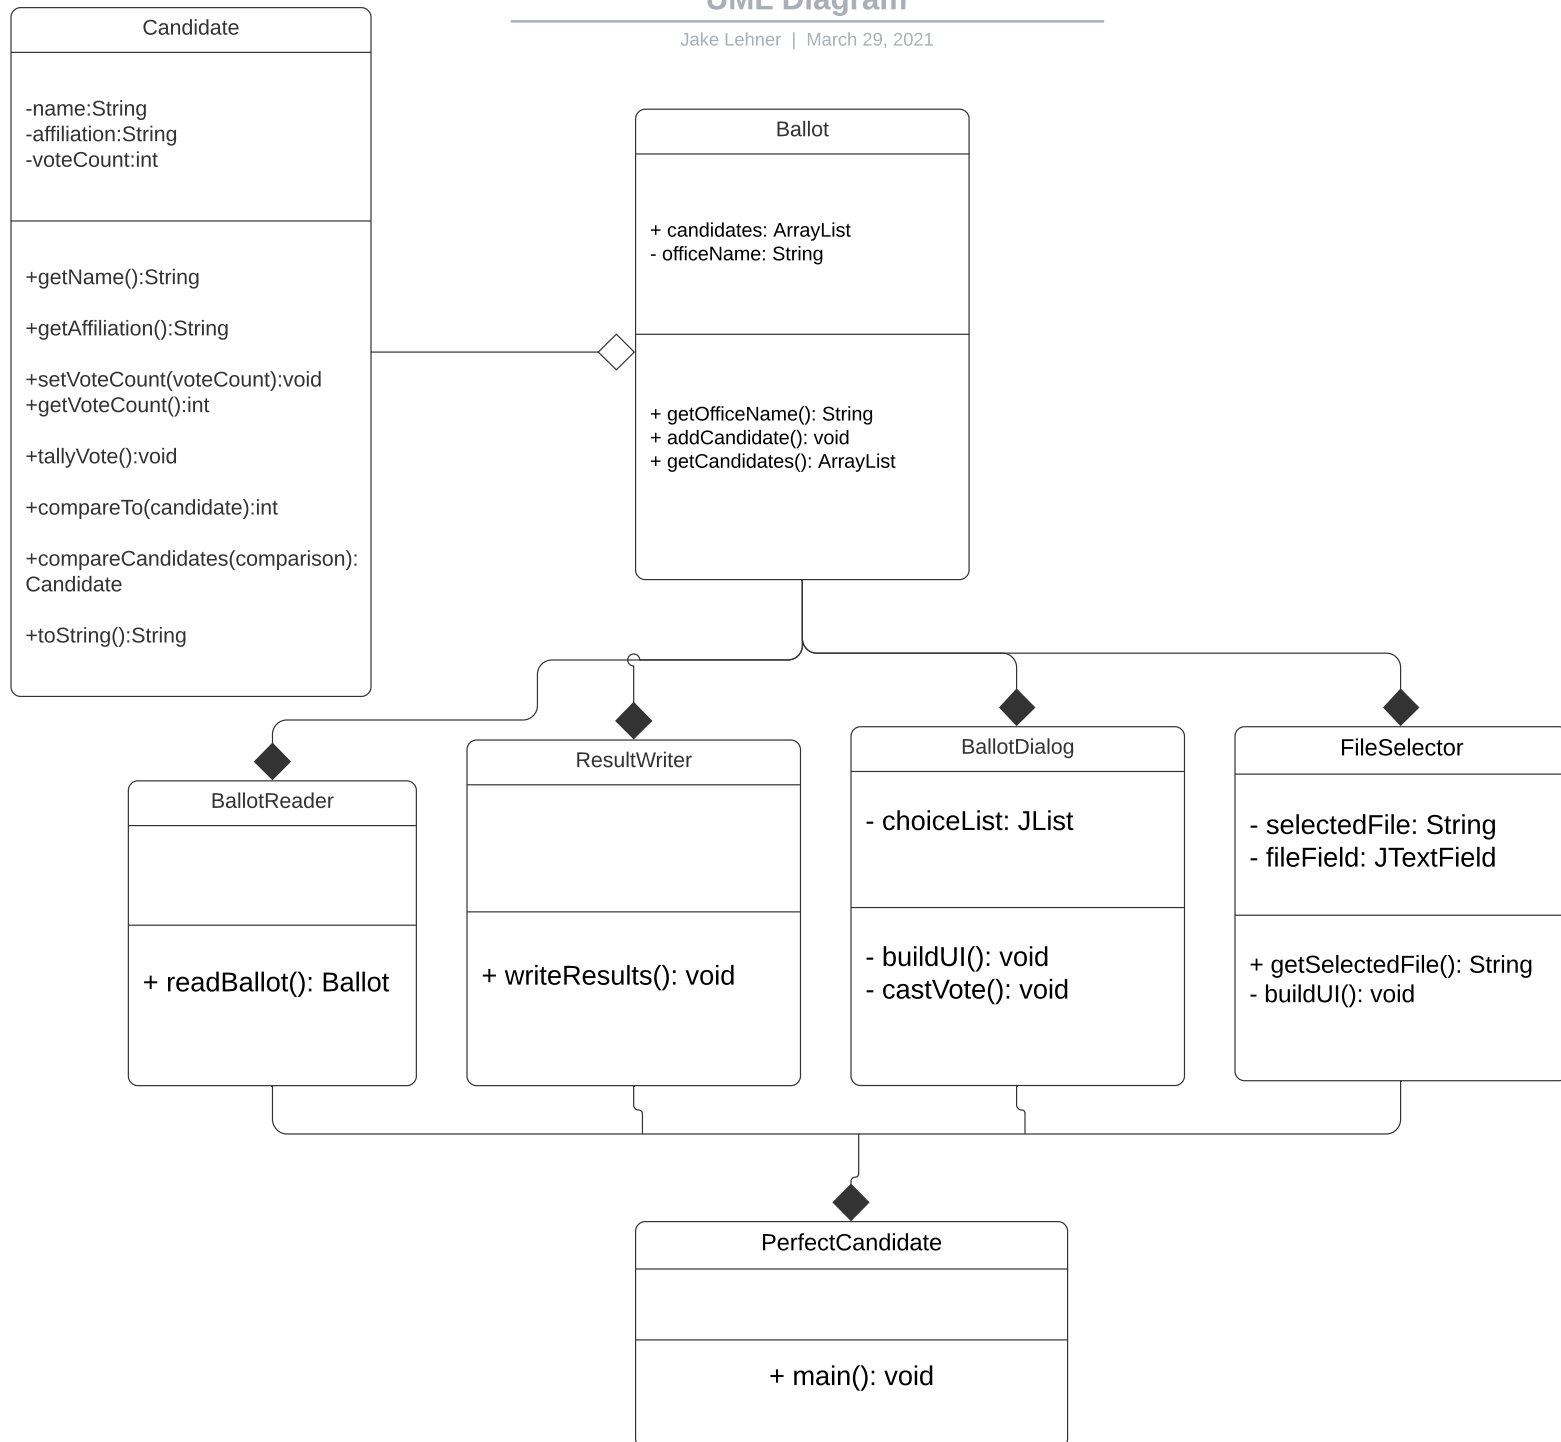 UML Diagram
Jake Lehner | March 29, 2021
Candidate
-name:String
-affiliation:String
-voteCount:int
+getName():String
+getAffiliation():String
+setVoteCount(voteCount):void
+getVoteCount():int
+tallyVote():void
+compareTo(candidate):int
+compareCandidates(comparison):
Candidate
+toString():String
Ballot
+ candidates: ArrayList
- officeName: String
+ getOfficeName(): String
+ addCandidate(): void
+ getCandidates(): ArrayList
BallotReader
+ readBallot(): Ballot
ResultWriter
+ writeResults(): void
BallotDialog
- choiceList: JList
- buildUI(): void
- castVote(): void
FileSelector
- selectedFile: String
- fileField: JTextField
+ getSelectedFile(): String
- buildUI(): void
PerfectCandidate
+ main(): void